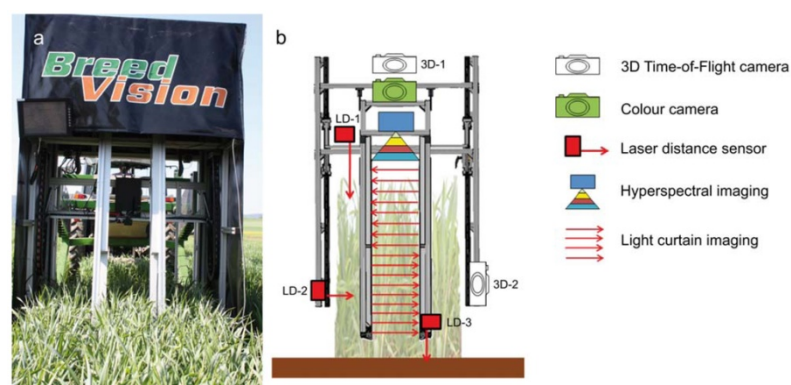 a
Breed
Vision
b
3D-1
LD-1
LD-2
3D-2
LD-3
3D Time-of-Flight camera
Colour camera
Laser distance sensor
Hyperspectral imaging
Light curtain imaging